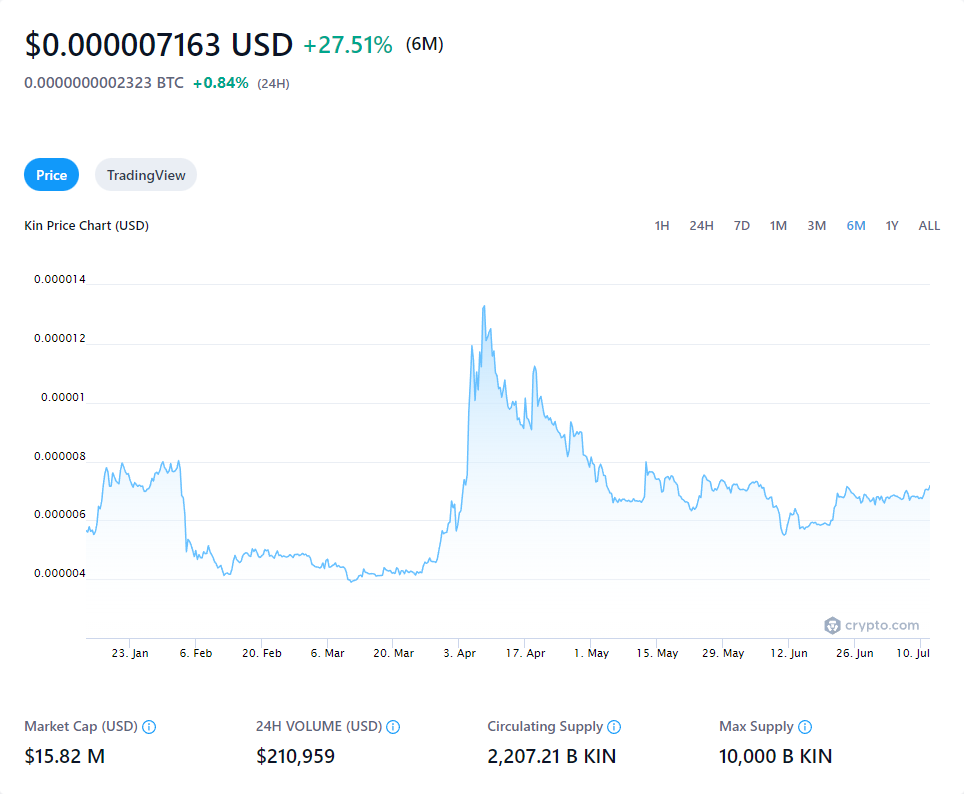 $0.000007163 USD +27.51% (6M)
0.0000000002323 BTC +0.84% (24H)
Price TradingView
Kin Price Chart (USD) 1H 24H 7D 1M 3M 6M 1Y ALL
0.000014
0.000012
0.00001
0.000008
0.000006
0.000004
crypto.com
23. Jan 6. Feb 20. Feb 6. Mar 20. Mar 3. Apr 17. Apr 1. May 15. May 29. May 12. Jun 26. Jun 10. Jul
Market Cap (USD) 24H VOLUME (USD) Circulating Supply Max Supply
$15.82 M $210,959 2,207.21 B KIN 10,000 B KIN